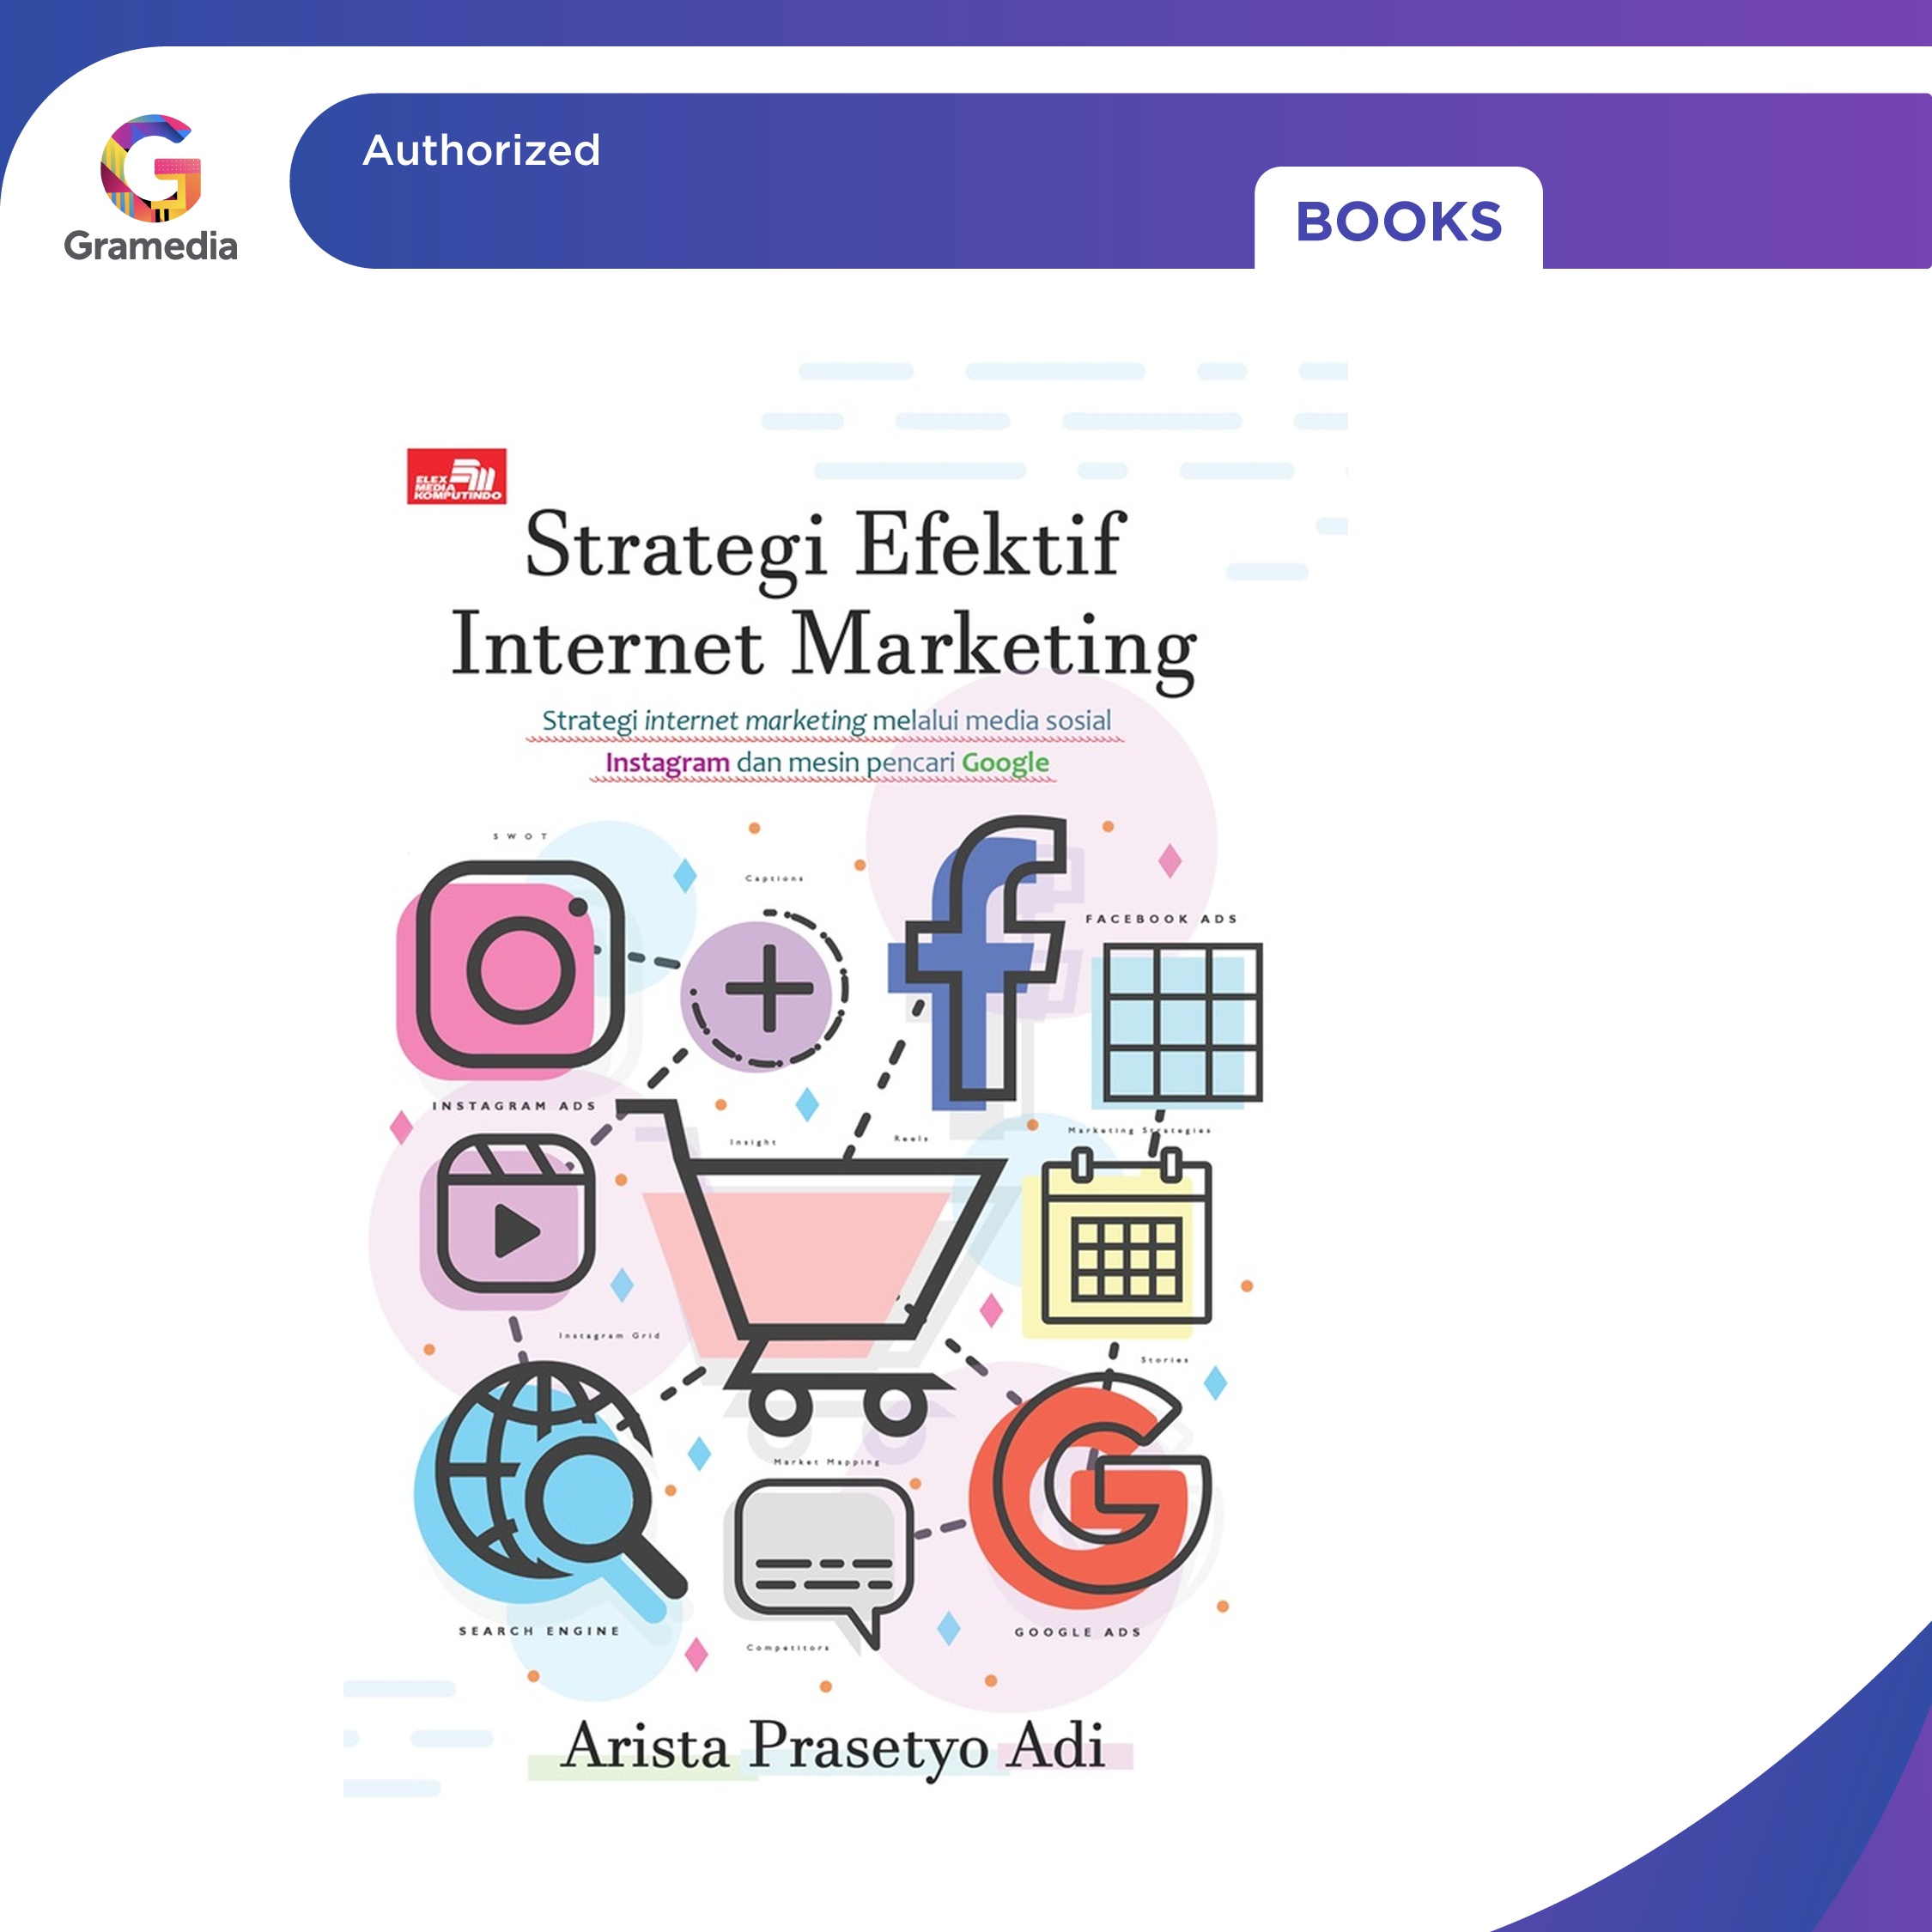 Gramedia
Authorized
BOOKS
ELEX
MEDIA
KOMPUTINDO
Strategi Efektif
Internet Marketing
Strategi internet marketing melalui media sosial
Instagram dan mesin pencari Google
SWOT
Captions
FACEBOOK ADS
INSTAGRAM ADS
Insight
Reels
Marketing Strategies
Instagram Grid
Stories
Market Mapping
SEARCH ENGINE
Competitors
GOOGLE ADS
Arista Prasetyo Adi